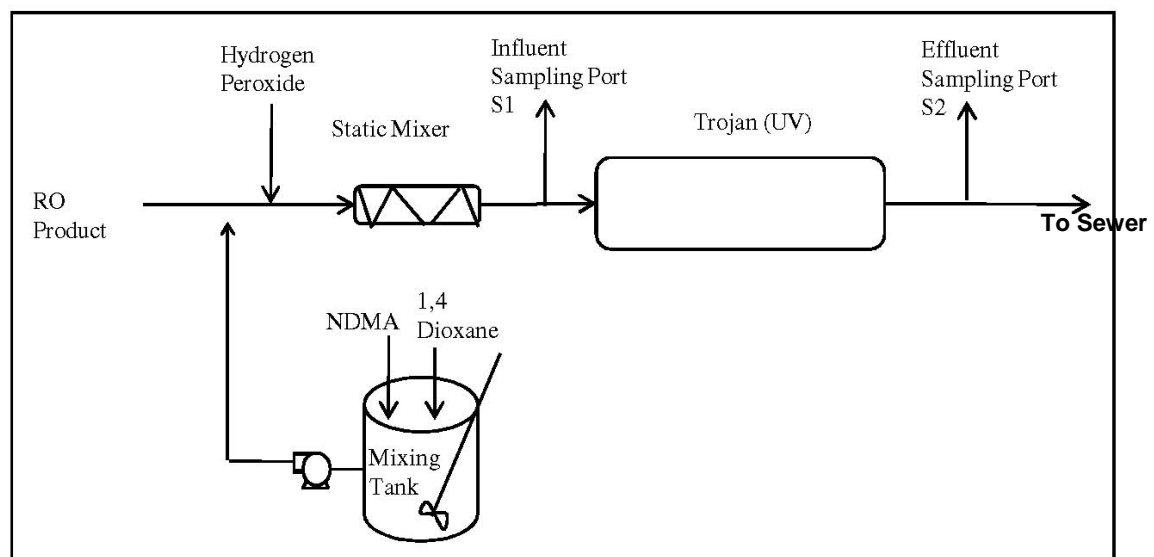 Hydrogen
Peroxide
Static Mixer
Influent
Sampling Port
S1
Trojan (UV)
Effluent
Sampling Port
S2
RO
Product
To Sewer
NDMA
1,4
Dioxane
Mixing
Tank